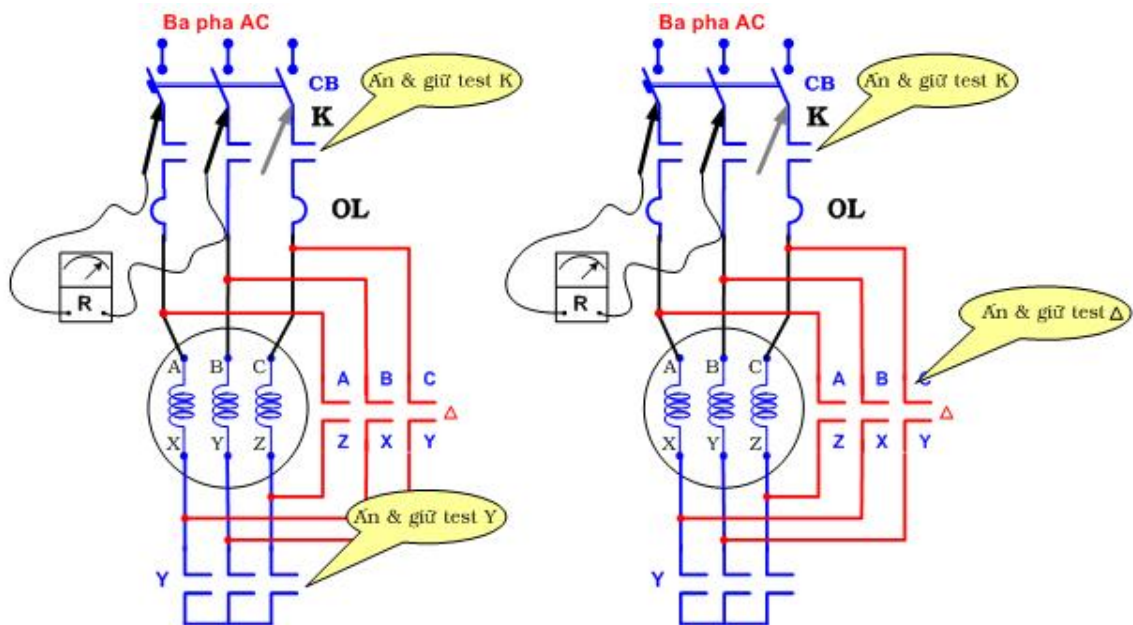 Ba pha AC
CB
Ấn & giữ test K
K
OL
R
A B C
X Y Z
A B C
Δ
Z X Y
Ấn & giữ test Y
Y
Ba pha AC
CB
Ấn & giữ test K
K
OL
R
Ấn & giữ test Δ
A B C
X Y Z
A B C
Δ
Z X Y
Y